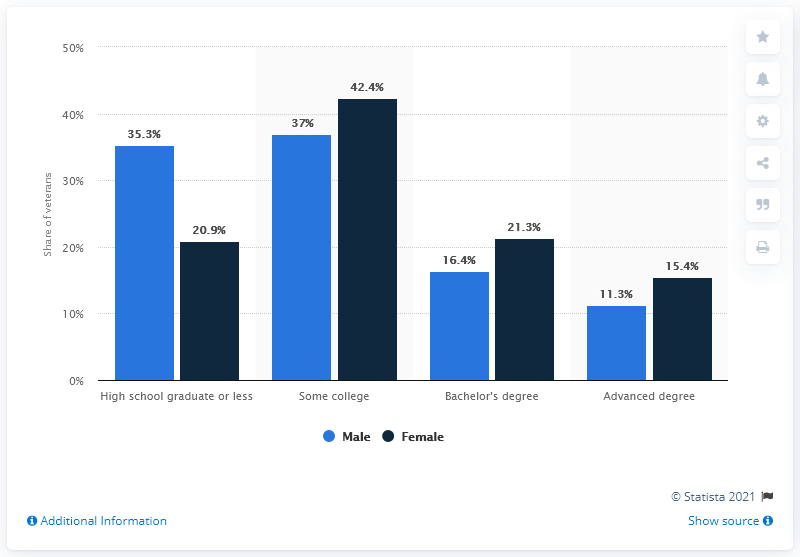 50%
40%
30%
20%
10%
0%
Share of veterans
35.3%
20.9%
37%
42.4%
16.4%
21.3%
11.3%
15.4%
High school graduate or less
Some college
Bachelor's degree
Advanced degree
Male
Female
© Statista 2021
Additional Information
Show source